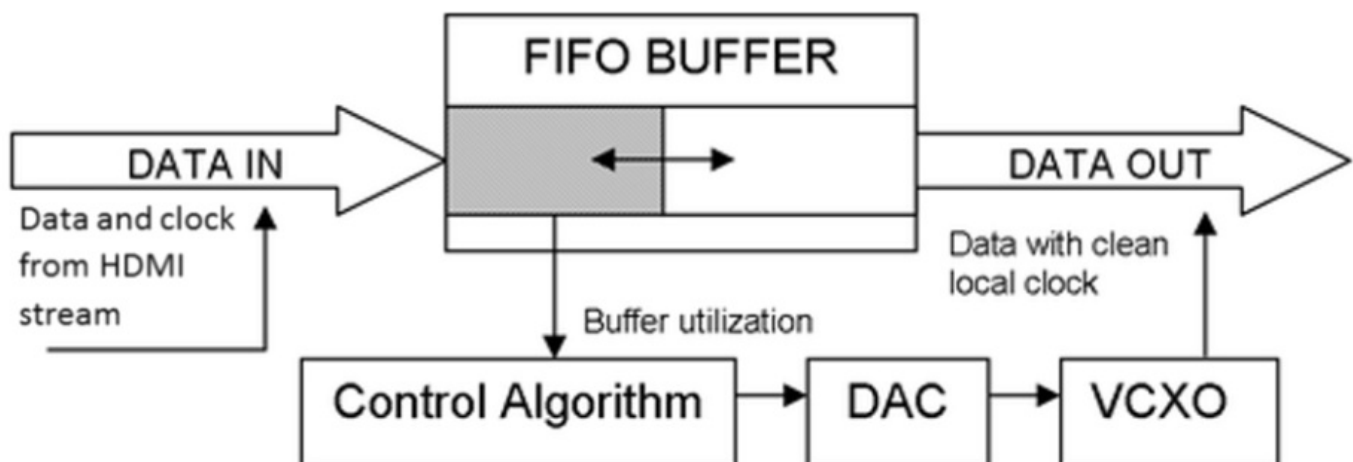 FIFO BUFFER
DATA IN
DATA OUT
Data and clock
from HDMI
stream
Data with clean
local clock
Buffer utilization
Control Algorithm
DAC
VCXO